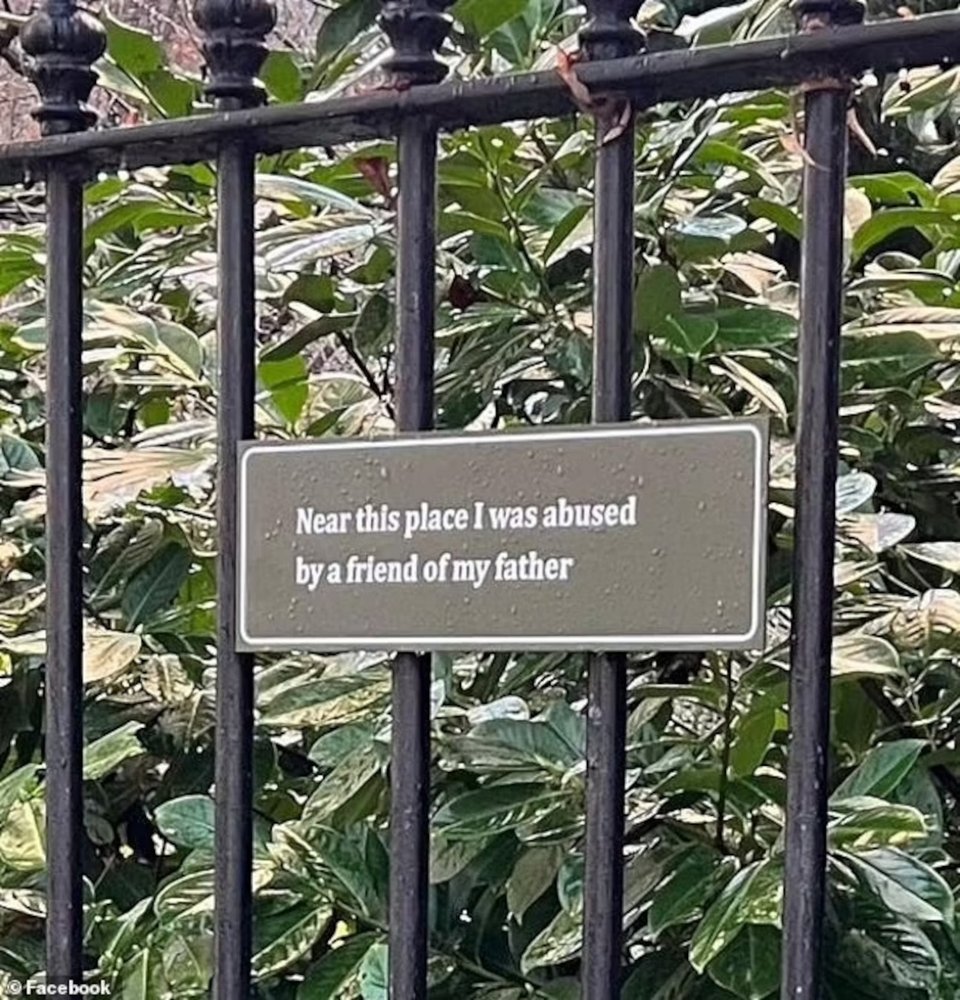 Near this place I was abused
by a friend of my father
© Facebook